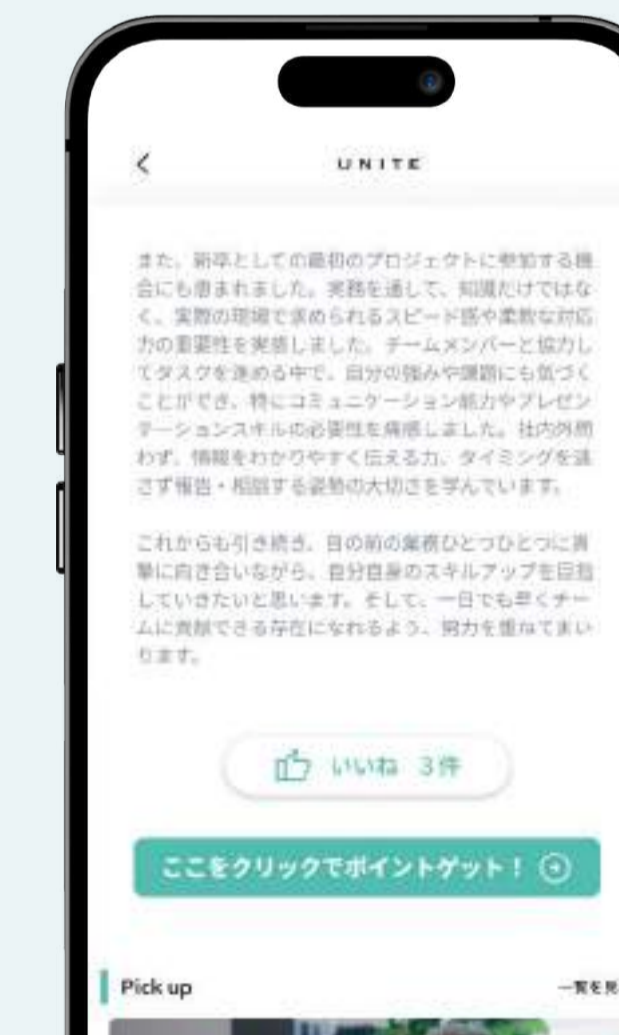 UNITE
また、新卒としての最初のプロジェクトに参加する機
会にも恵まれました。実務を通して、知識だけではな
く、実際の現場で求められるスピード感や柔軟な対応
力の重要性を実感しました。チームメンバーと協力し
てタスクを進める中で、自分の強みや課題にも気づく
ことができ、特にコミュニケーション能力やプレゼン
テーションスキルの必要性を痛感しました。社内外問
わず、情報をわかりやすく伝える力、タイミングを逃
さず報告・相談する姿勢の大切さを学んでいます。
これからも引き続き、目の前の業務ひとつひとつに真
摯に向き合いながら、自分自身のスキルアップを目指
していきたいと思います。そして、一日でも早くチー
ムに貢献できる存在になれるよう、努力を重ねてまい
ります。
いいね 3件
ここをクリックでポイントゲット！
Pick up
一覧を見